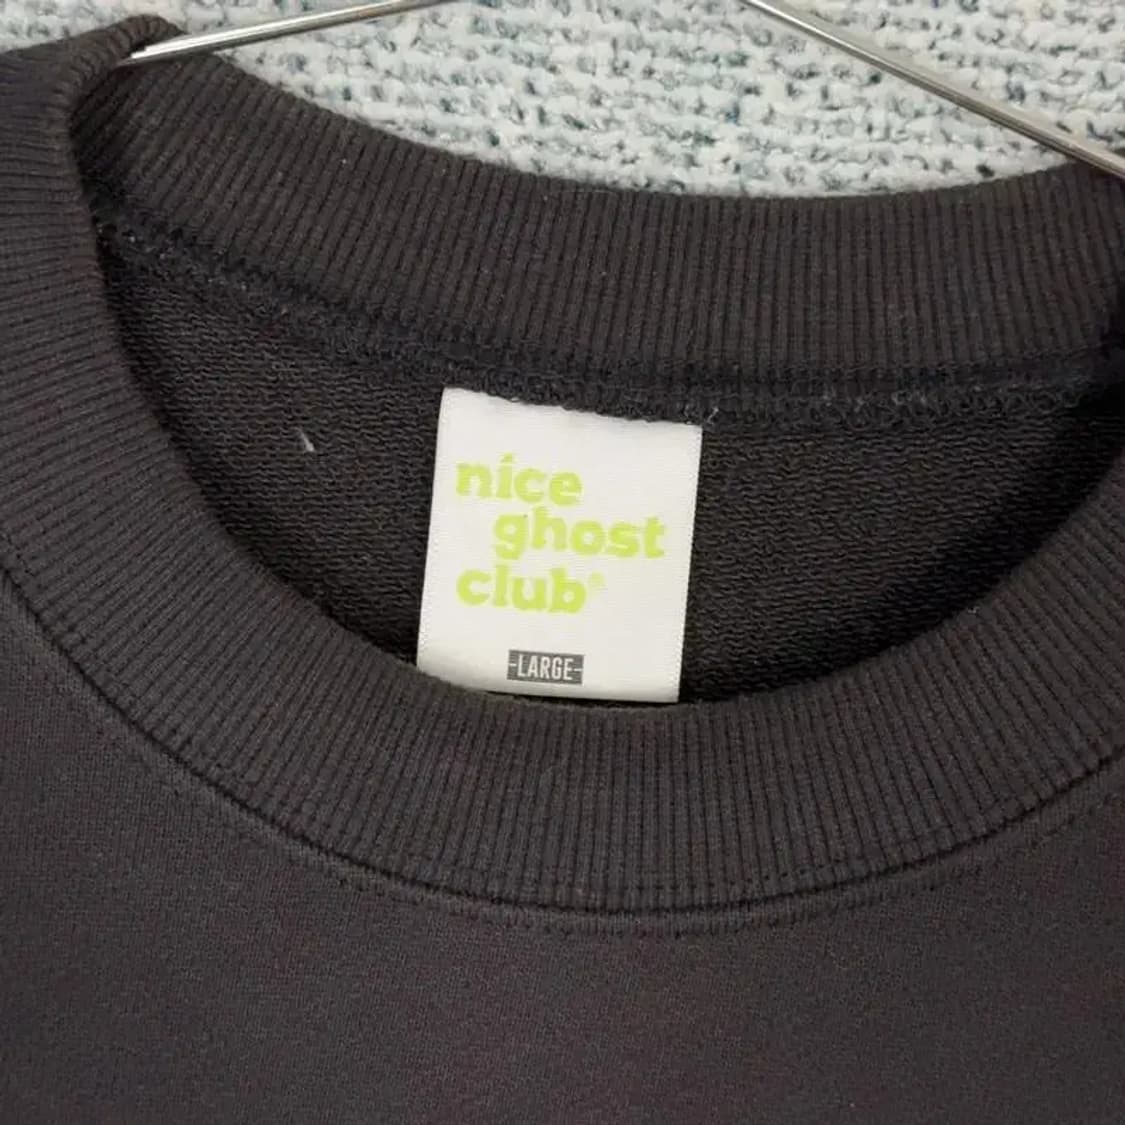 nice
ghost
club®
-LARGE-